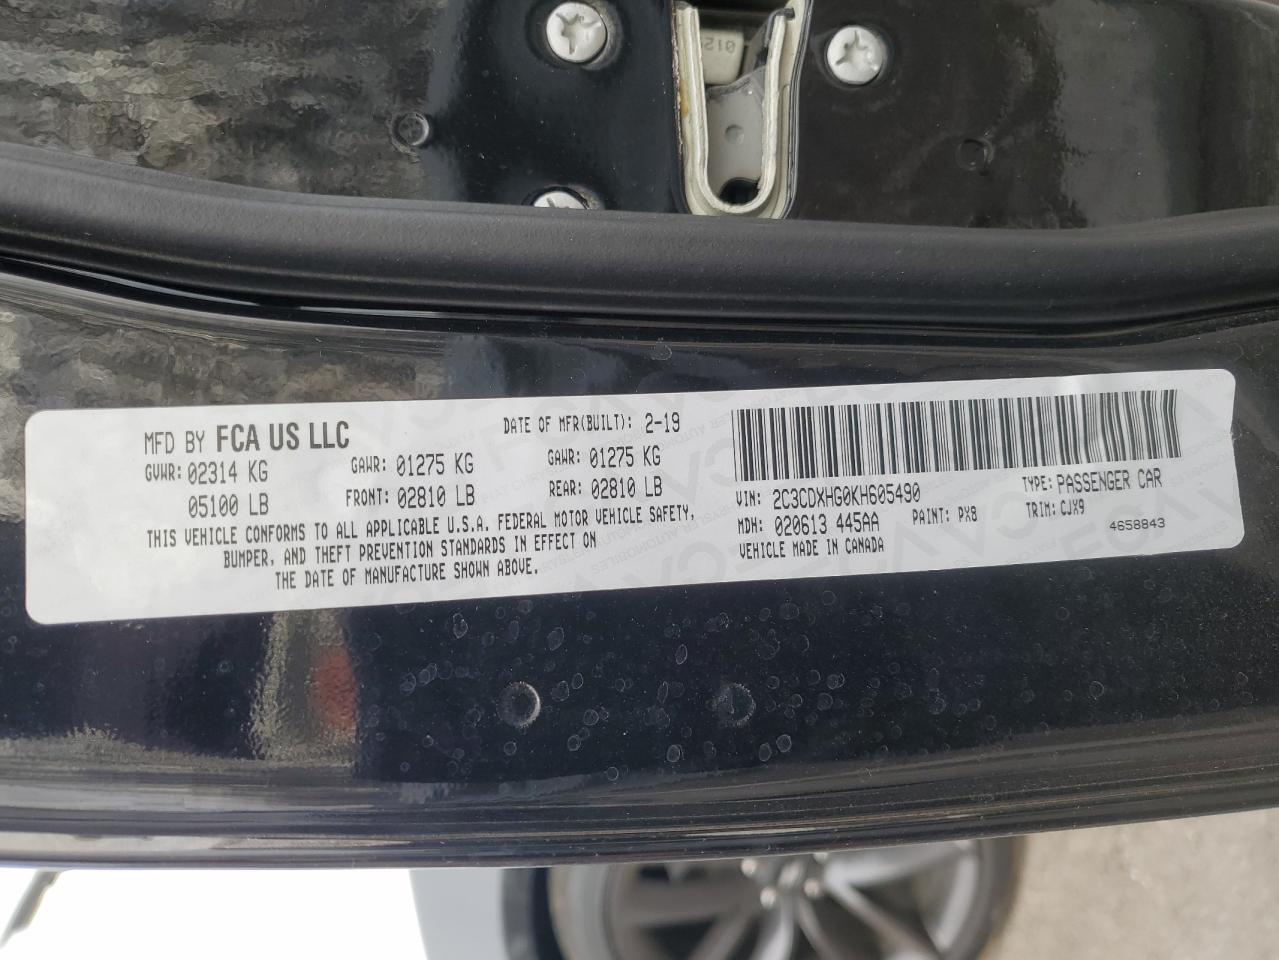 MFD BY FCA US LLC
DATE OF MFR(BUILT): 2-19
GVWR: 02314 KG GAWR: 01275 KG GAWR: 01275 KG
05100 LB FRONT: 02810 LB REAR: 02810 LB
THIS VEHICLE CONFORMS TO ALL APPLICABLE U.S.A. FEDERAL MOTOR VEHICLE SAFETY,
BUMPER, AND THEFT PREVENTION STANDARDS IN EFFECT ON
THE DATE OF MANUFACTURE SHOWN ABOVE.
VIN: 2C3CDXHG0KH605490 TYPE: PASSENGER CAR
MDH: 020613 445AA PAINT: PX8 TRIM: CJX9
VEHICLE MADE IN CANADA 4658843